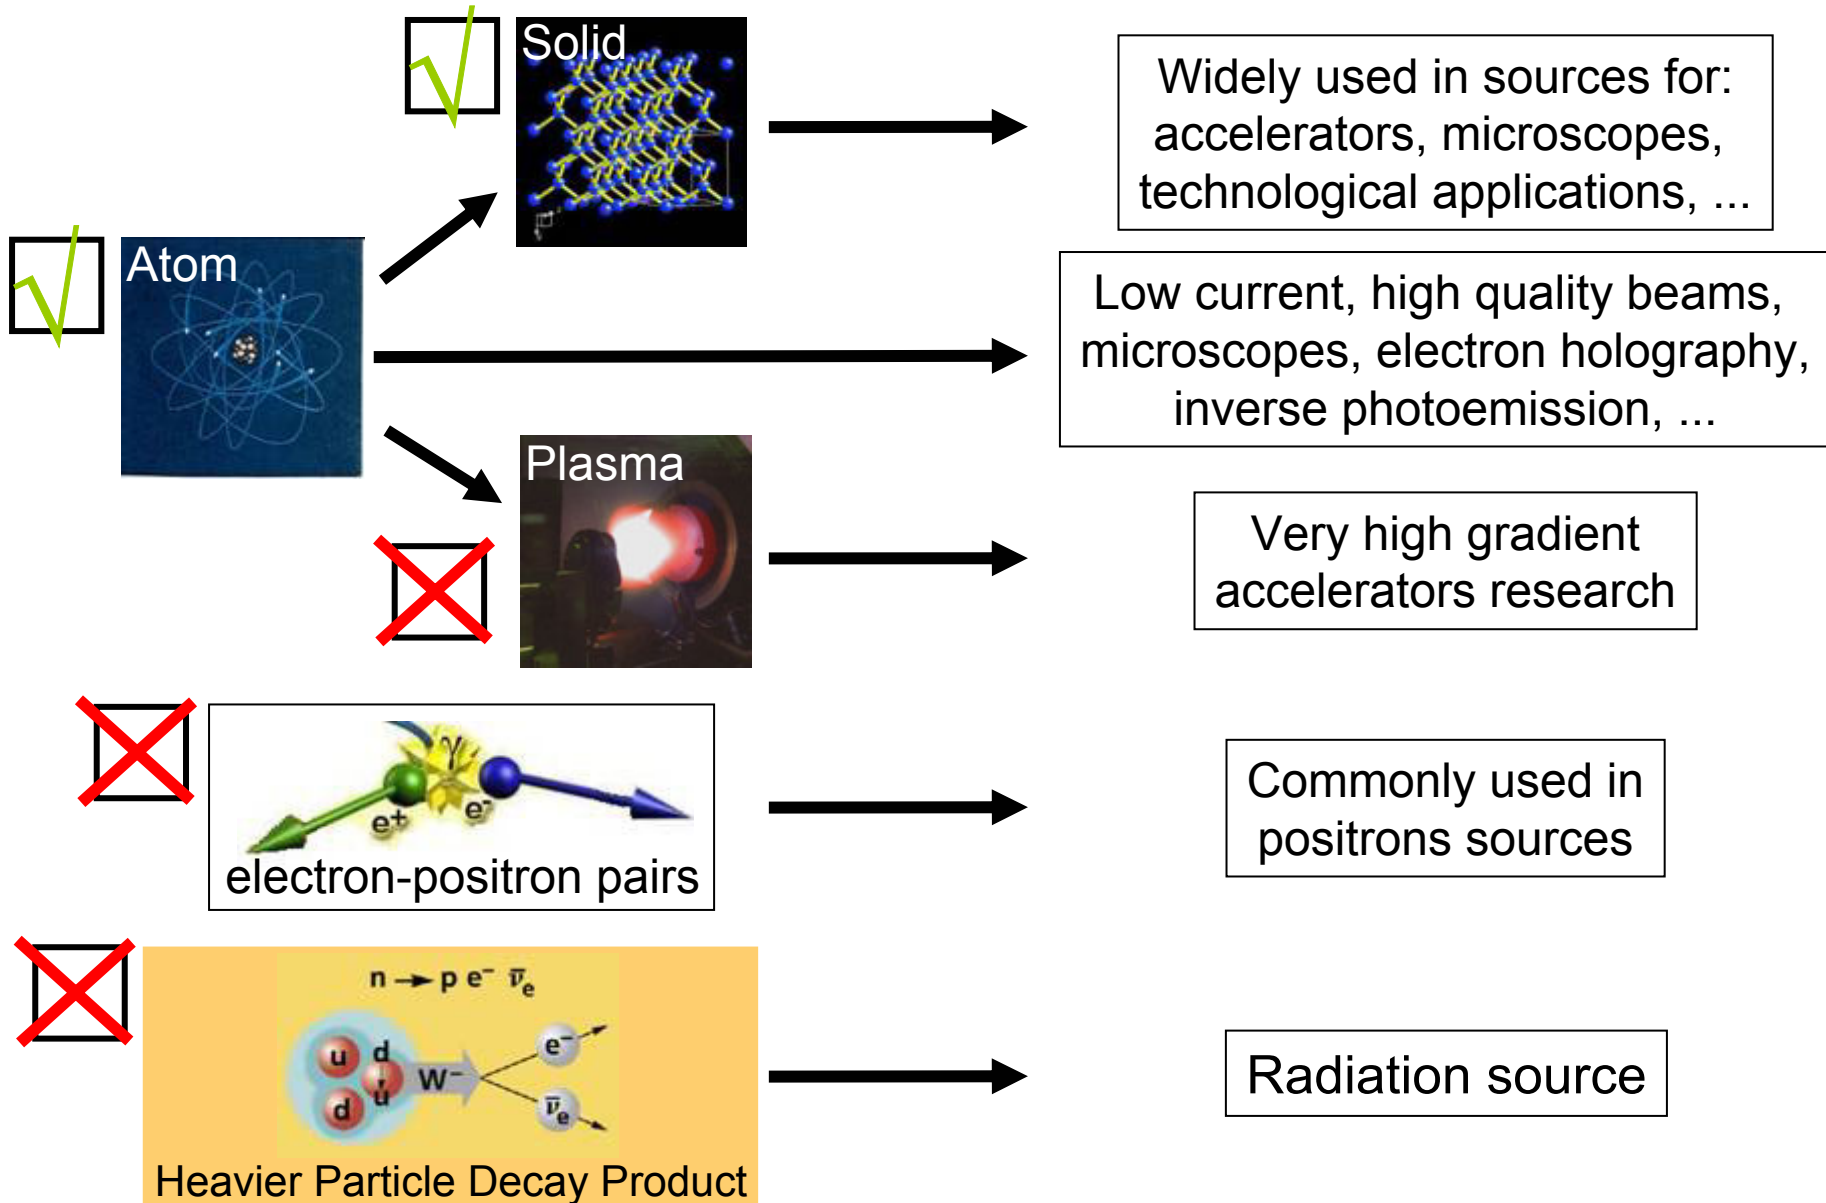 Solid
Widely used in sources for:
accelerators, microscopes,
technological applications, ...
Atom
Low current, high quality beams,
microscopes, electron holography,
inverse photoemission, ...
Plasma
Very high gradient
accelerators research
γ
e+ e-
electron-positron pairs
Commonly used in
positrons sources
n → p e⁻ ν̄e
u d
u
d
W⁻
e⁻
ν̄e
Heavier Particle Decay Product
Radiation source